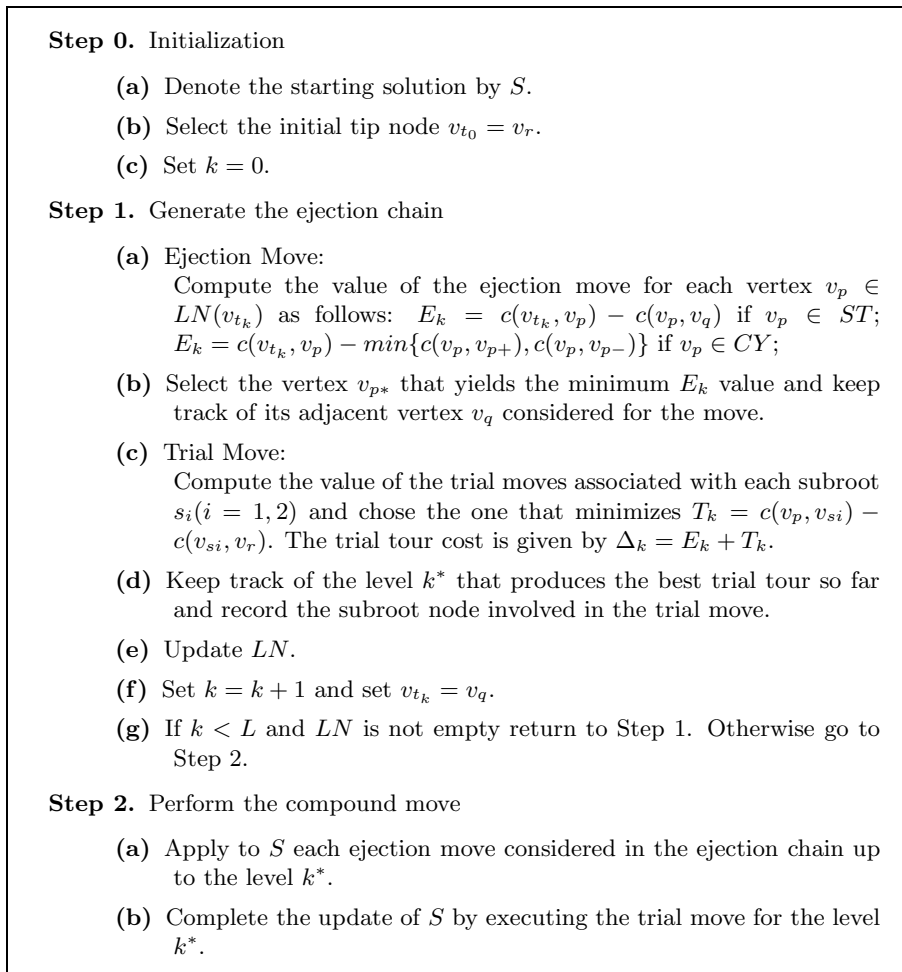 Step 0. Initialization
(a) Denote the starting solution by S.
(b) Select the initial tip node v_{t_0} = v_r.
(c) Set k = 0.
Step 1. Generate the ejection chain
(a) Ejection Move:
Compute the value of the ejection move for each vertex v_p ∈
LN(v_{t_k}) as follows: E_k = c(v_{t_k}, v_p) − c(v_p, v_q) if v_p ∈ ST;
E_k = c(v_{t_k}, v_p) − min{c(v_p, v_{p+}), c(v_p, v_{p−})} if v_p ∈ CY;
(b) Select the vertex v_{p∗} that yields the minimum E_k value and keep
track of its adjacent vertex v_q considered for the move.
(c) Trial Move:
Compute the value of the trial moves associated with each subroot
s_i(i = 1, 2) and chose the one that minimizes T_k = c(v_p, v_{si}) −
c(v_{si}, v_r). The trial tour cost is given by Δ_k = E_k + T_k.
(d) Keep track of the level k^* that produces the best trial tour so far
and record the subroot node involved in the trial move.
(e) Update LN.
(f) Set k = k + 1 and set v_{t_k} = v_q.
(g) If k < L and LN is not empty return to Step 1. Otherwise go to
Step 2.
Step 2. Perform the compound move
(a) Apply to S each ejection move considered in the ejection chain up
to the level k^*.
(b) Complete the update of S by executing the trial move for the level
k^*.